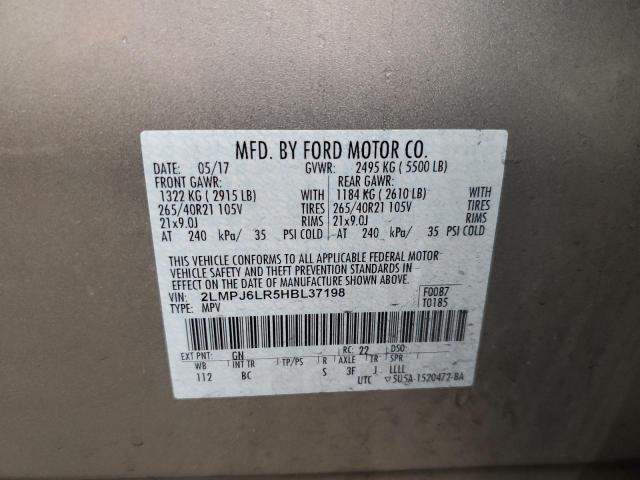 MFD. BY FORD MOTOR CO.
DATE: 05/17 GVWR: 2495 KG ( 5500 LB)
FRONT GAWR: REAR GAWR:
1322 KG ( 2915 LB) WITH 1184 KG ( 2610 LB) WITH
265/40R21 105V TIRES 265/40R21 105V TIRES
21x9.0J RIMS 21x9.0J RIMS
AT 240 kPa/ 35 PSI COLD AT 240 kPa/ 35 PSI COLD
THIS VEHICLE CONFORMS TO ALL APPLICABLE FEDERAL MOTOR
VEHICLE SAFETY AND THEFT PREVENTION STANDARDS IN
EFFECT ON THE DATE OF MANUFACTURE SHOWN ABOVE.
VIN: 2LMPJ6LR5HBL37198 F0087
TYPE: MPV T0185
EXT PNT: GN RC: 22 DSO:
WB INT TR TP/PS R AXLE TR SPR
112 BC S 3F J LLLL
UTC ▽5U5A-1520472-BA